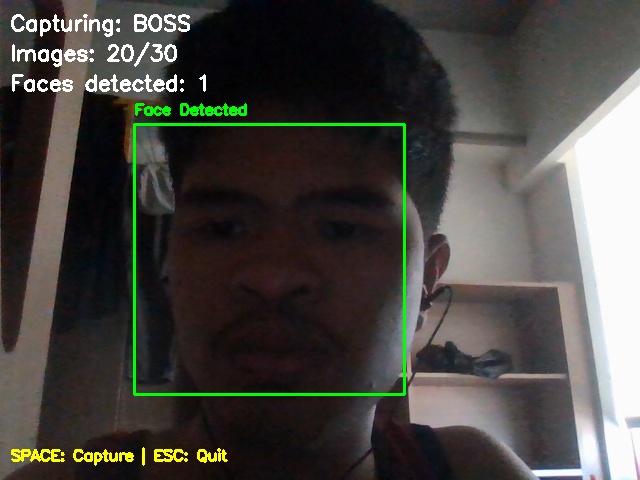 Capturing: BOSS
Images: 20/30
Faces detected: 1
Face Detected
SPACE: Capture | ESC: Quit